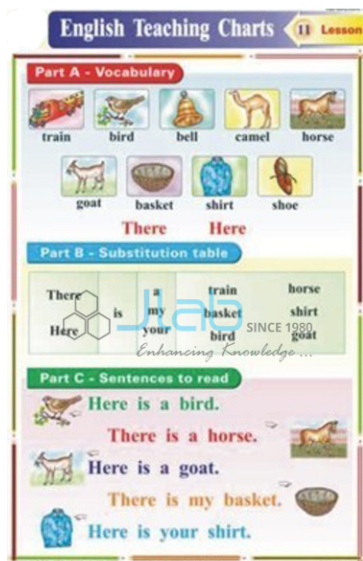 English Teaching Charts 11 Lesson
Part A - Vocabulary
train bird bell camel horse
goat basket shirt shoe
There Here
Part B - Substitution table
There a train horse
is my basket shirt
Here your bird goat
Jlab
SINCE 1980
Enhancing Knowledge ...
Part C - Sentences to read
Here is a bird.
There is a horse.
Here is a goat.
There is my basket.
Here is your shirt.